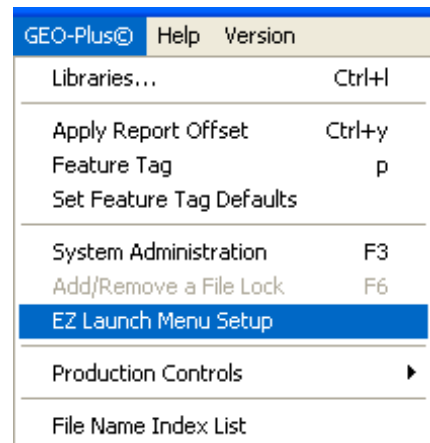 GEO-Plus© Help Version
Libraries... Ctrl+l
Apply Report Offset Ctrl+y
Feature Tag p
Set Feature Tag Defaults
System Administration F3
Add/Remove a File Lock F6
EZ Launch Menu Setup
Production Controls
File Name Index List